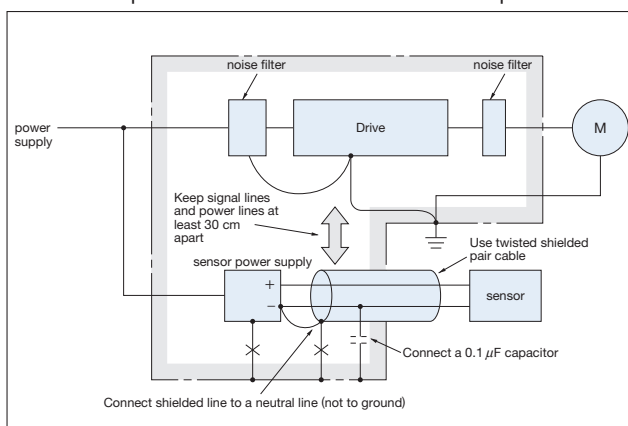 noise filter
noise filter
power
supply
Drive
M
Keep signal lines
and power lines at
least 30 cm
apart
Use twisted shielded
pair cable
sensor power supply
+
−
sensor
Connect a 0.1 μF capacitor
Connect shielded line to a neutral line (not to ground)